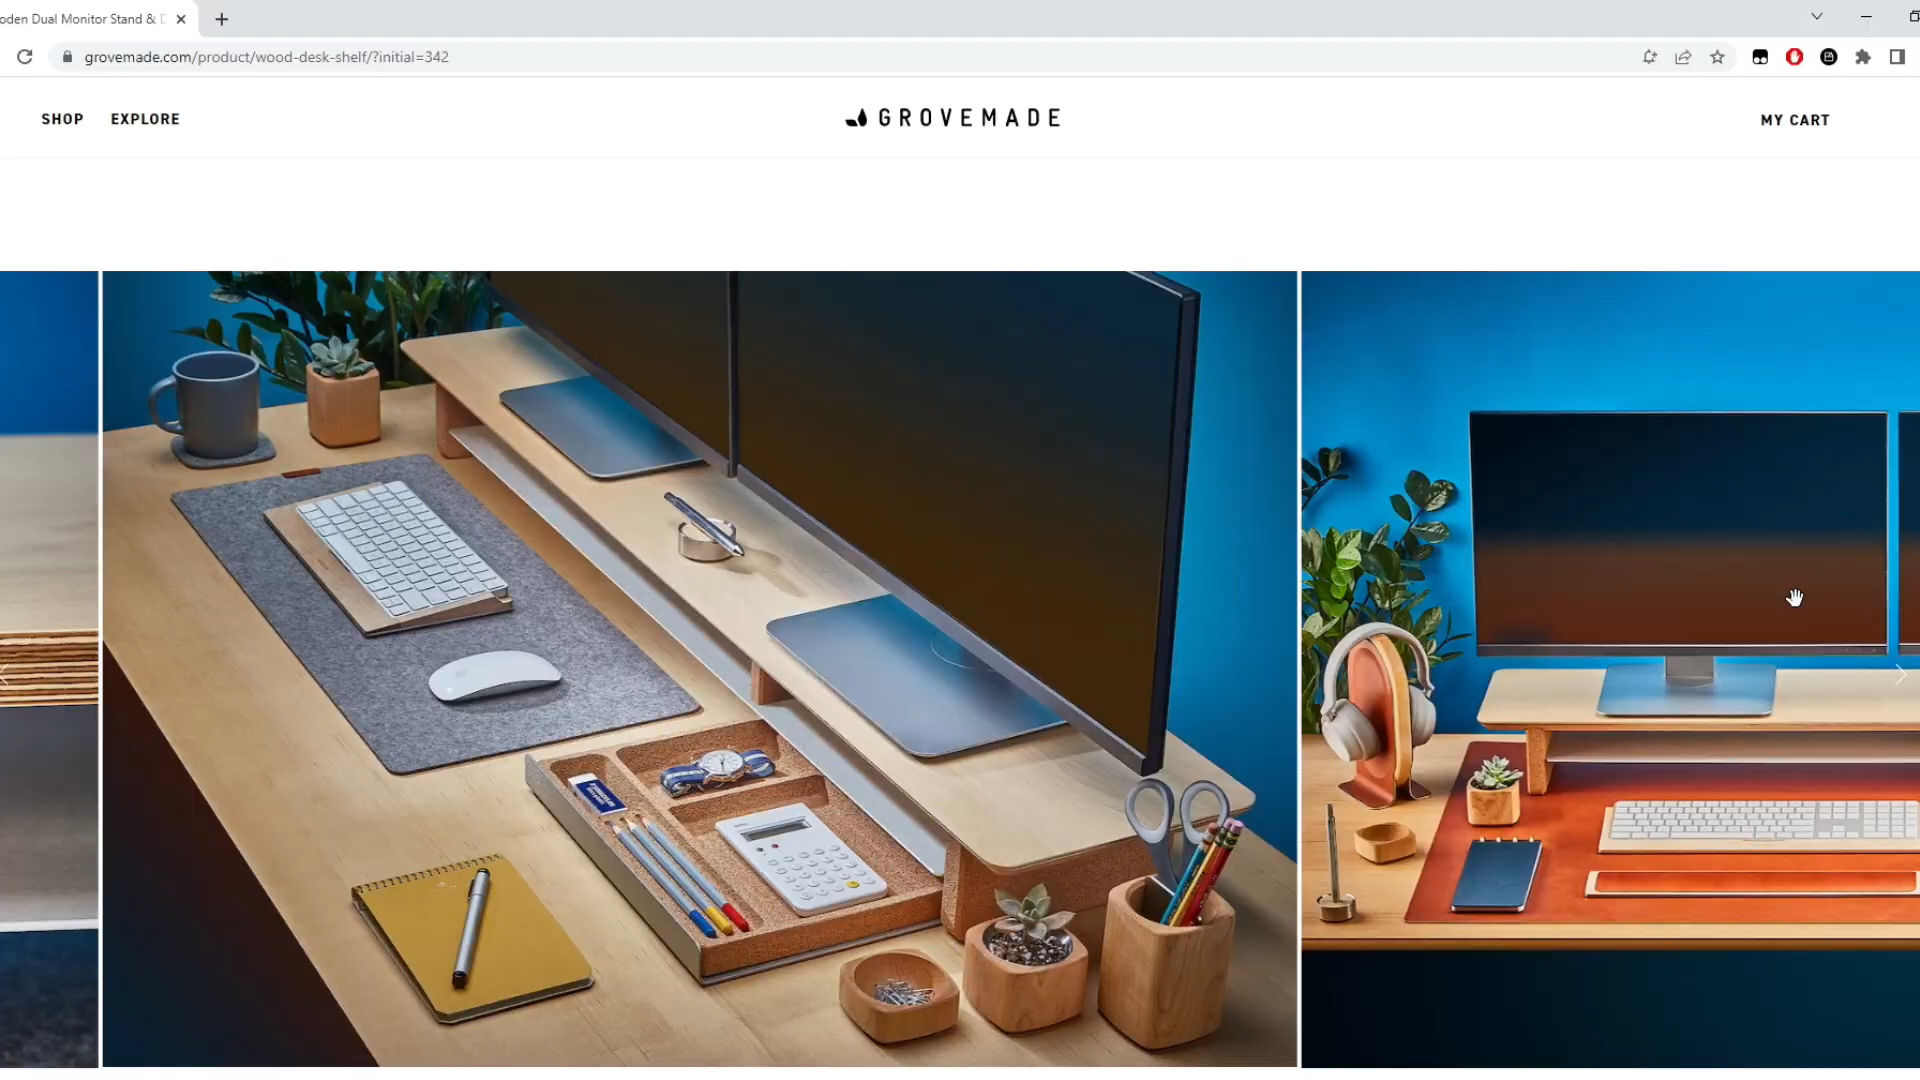 oden Dual Monitor Stand & D
grovemade.com/product/wood-desk-shelf/?initial=342
SHOP EXPLORE GROVEMADE MY CART